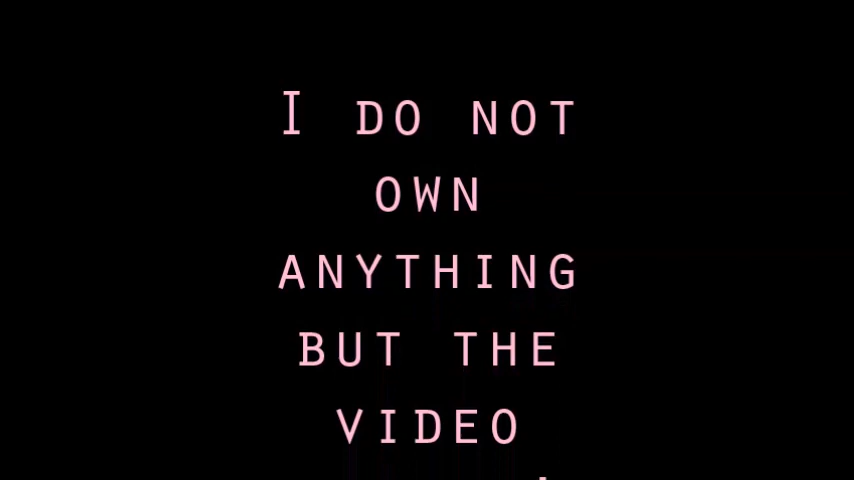 I DO NOT
OWN
ANYTHING
BUT THE
VIDEO